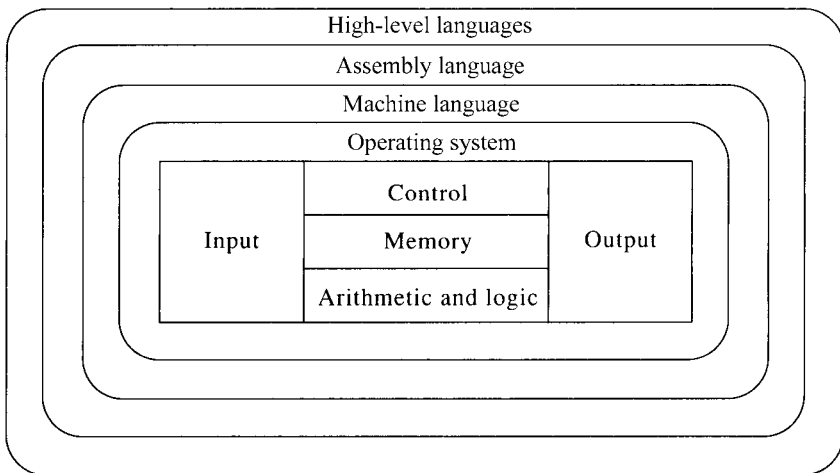 High-level languages
Assembly language
Machine language
Operating system
Control
Input
Memory
Output
Arithmetic and logic